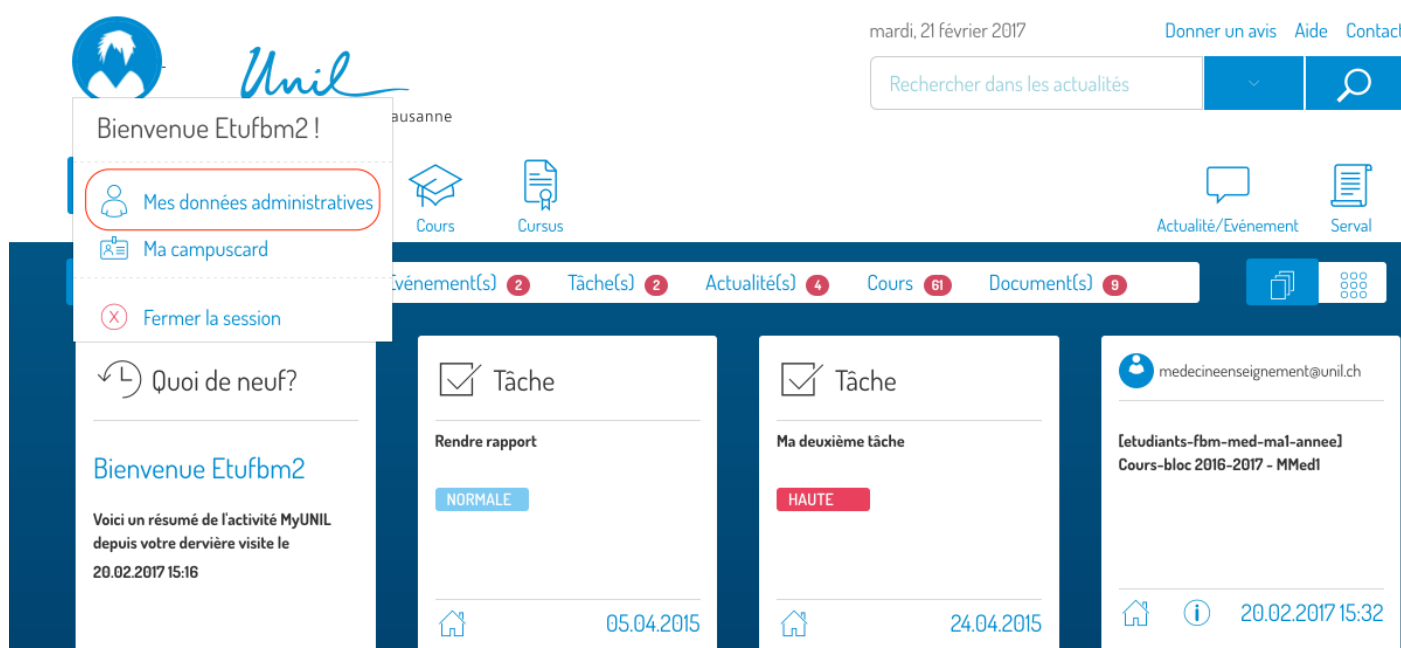 mardi, 21 février 2017
Donner un avis Aide Contact
Unil
Rechercher dans les actualités
ausanne
Bienvenue Etufbm2 !
Mes données administratives
Ma campuscard
Fermer la session
Cours
Cursus
Actualité/Evénement
Serval
Evénement(s) 2
Tâche(s) 2
Actualité(s) 4
Cours 61
Document(s) 9
Quoi de neuf?
Bienvenue Etufbm2
Voici un résumé de l'activité MyUNIL
depuis votre dervière visite le
20.02.2017 15:16
Tâche
Rendre rapport
NORMALE
05.04.2015
Tâche
Ma deuxième tâche
HAUTE
24.04.2015
medecineenseignement@unil.ch
[etudiants-fbm-med-ma1-annee]
Cours-bloc 2016-2017 - MMed1
20.02.2017 15:32